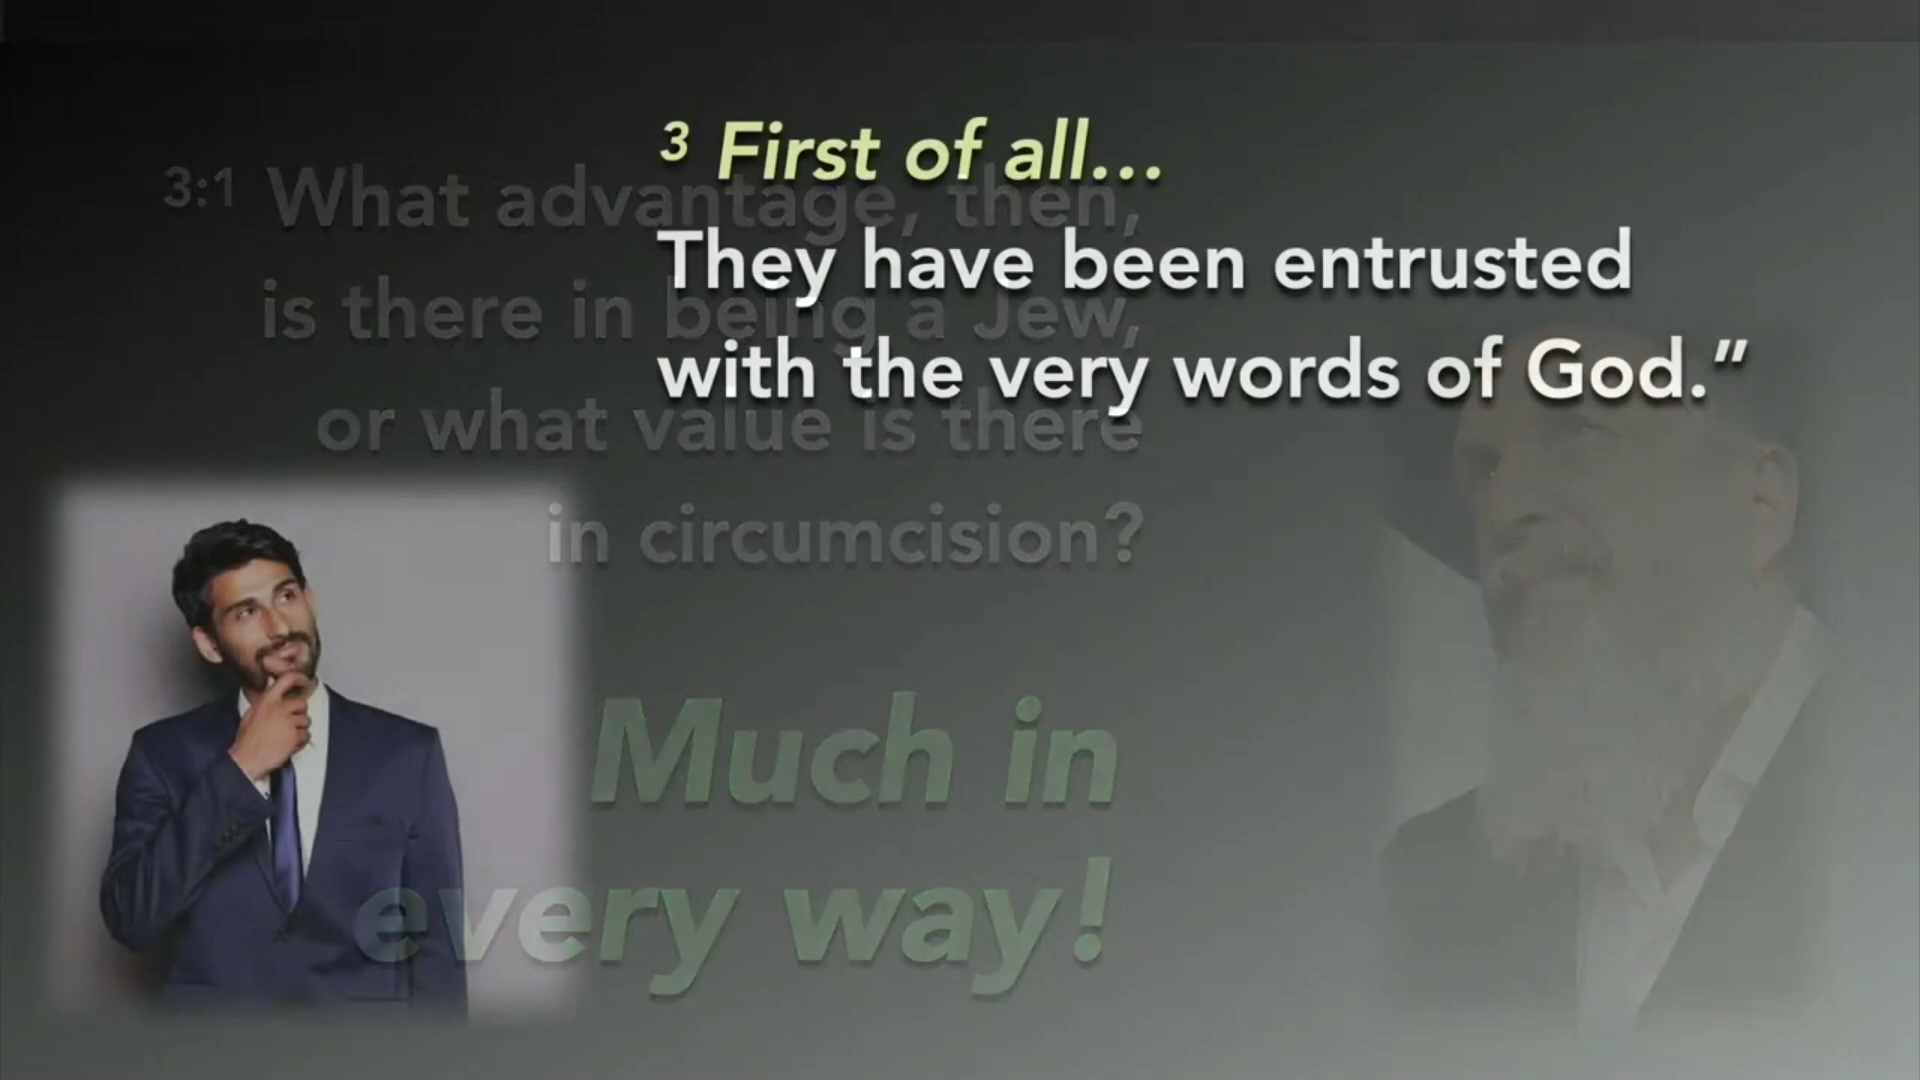 ³ First of all...
They have been entrusted
with the very words of God.”
3:1 What advantage, then,
is there in being a Jew,
or what value is there
in circumcision?
Much in
every way!